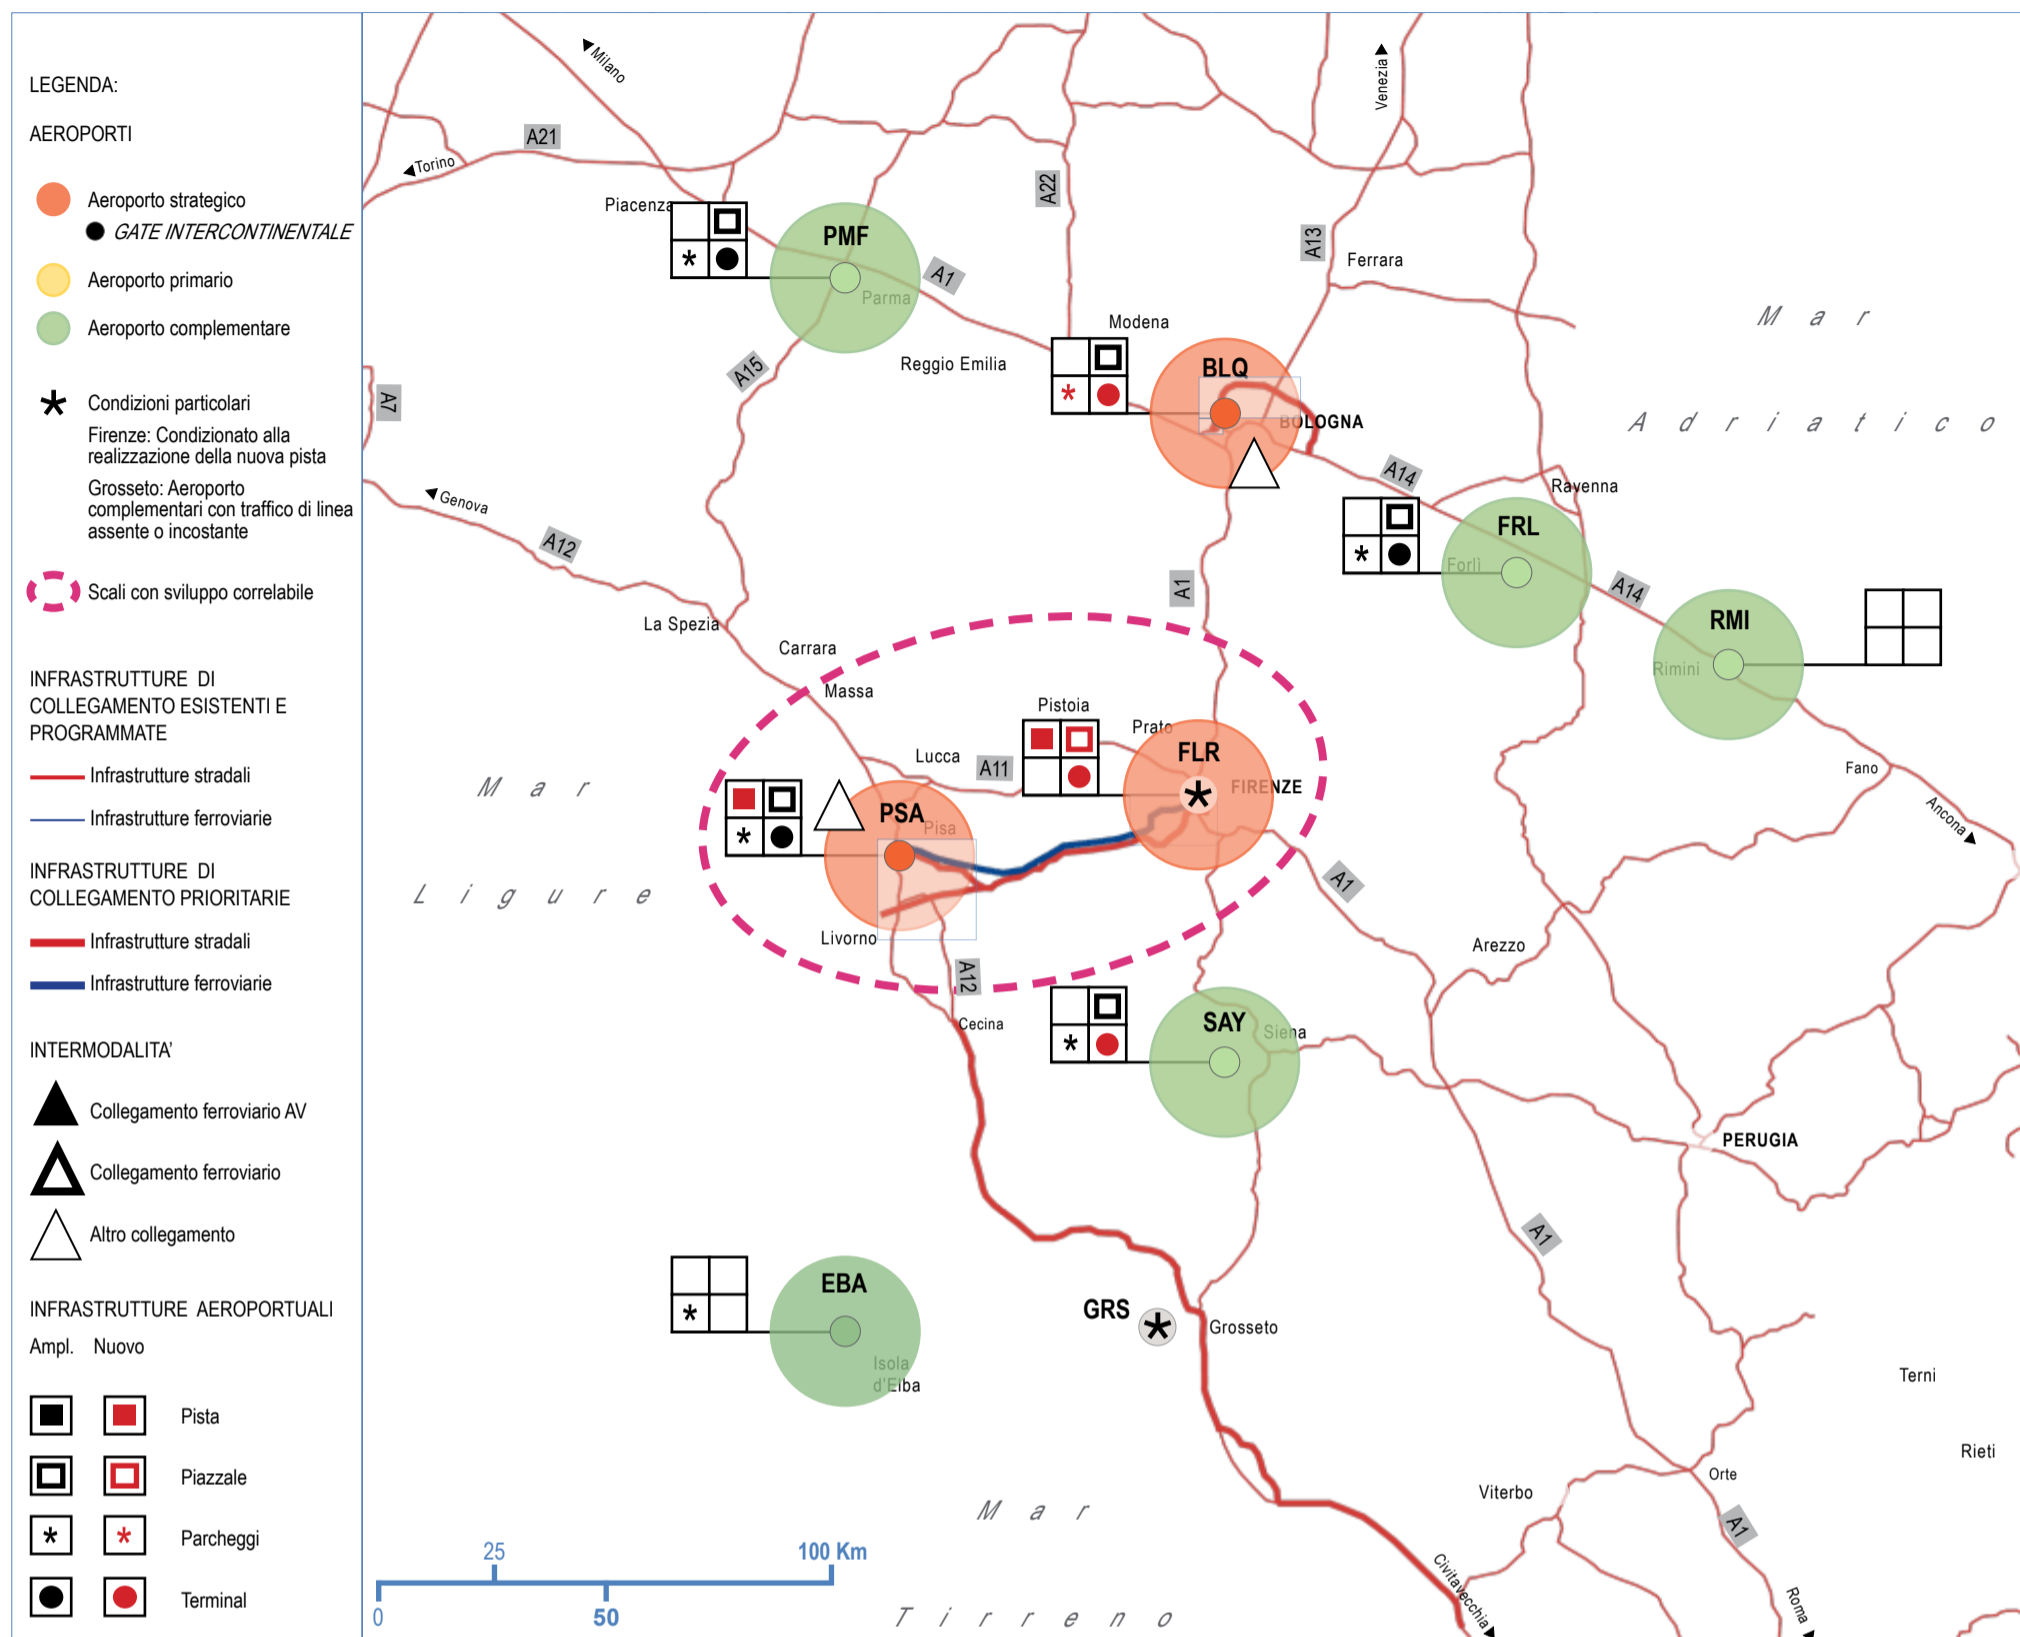 LEGENDA:
AEROPORTI
Aeroporto strategico
GATE INTERCONTINENTALE
Aeroporto primario
Aeroporto complementare
Condizioni particolari
Firenze: Condizionato alla
realizzazione della nuova pista
Grosseto: Aeroporto
complementari con traffico di linea
assente o incostante
Scali con sviluppo correlabile
INFRASTRUTTURE DI
COLLEGAMENTO ESISTENTI E
PROGRAMMATE
Infrastrutture stradali
Infrastrutture ferroviarie
INFRASTRUTTURE DI
COLLEGAMENTO PRIORITARIE
Infrastrutture stradali
Infrastrutture ferroviarie
INTERMODALITA'
Collegamento ferroviario AV
Collegamento ferroviario
Altro collegamento
INFRASTRUTTURE AEROPORTUALI
Ampl. Nuovo
Pista
Piazzale
Parcheggi
Terminal
Milano
Venezia
A21
Torino
A22
Piacenza
PMF
A13
Ferrara
A1
Parma
Mar
Modena
Reggio Emilia
BLQ
A15
A7
BOLOGNA
Adriatico
A14
Ravenna
Genova
FRL
A12
Forlì
A1
A14
La Spezia
RMI
Carrara
Rimini
Massa
Pistoia
Prato
FLR
Lucca
A11
Fano
Mar
FIRENZE
PSA
Pisa
Ancona
Ligure
A1
Livorno
Arezzo
A12
Cecina
SAY
Siena
PERUGIA
A1
EBA
GRS
Grosseto
Isola
d'Elba
Terni
Rieti
Orte
Viterbo
Mar
A1
25
100 Km
Civitavecchia
Roma
0
50
Tirreno